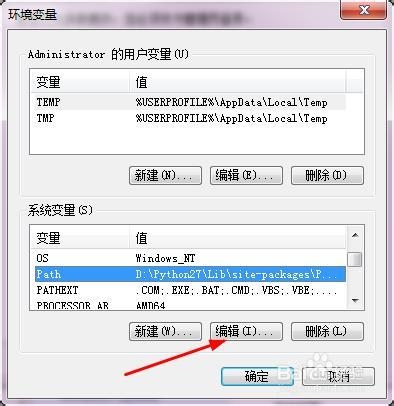 环境变量
Administrator 的用户变量(U)
变量 值
TEMP %USERPROFILE%\AppData\Local\Temp
TMP %USERPROFILE%\AppData\Local\Temp
新建(N)... 编辑(E)... 删除(D)
系统变量(S)
变量 值
OS Windows_NT
Path D:\Python27\Lib\site-packages\P...
PATHEXT .COM;.EXE;.BAT;.CMD;.VBS;.VBE;....
PROCESSOR_AR AMD64
新建(W)... 编辑(I)... 删除(L)
确定 取消